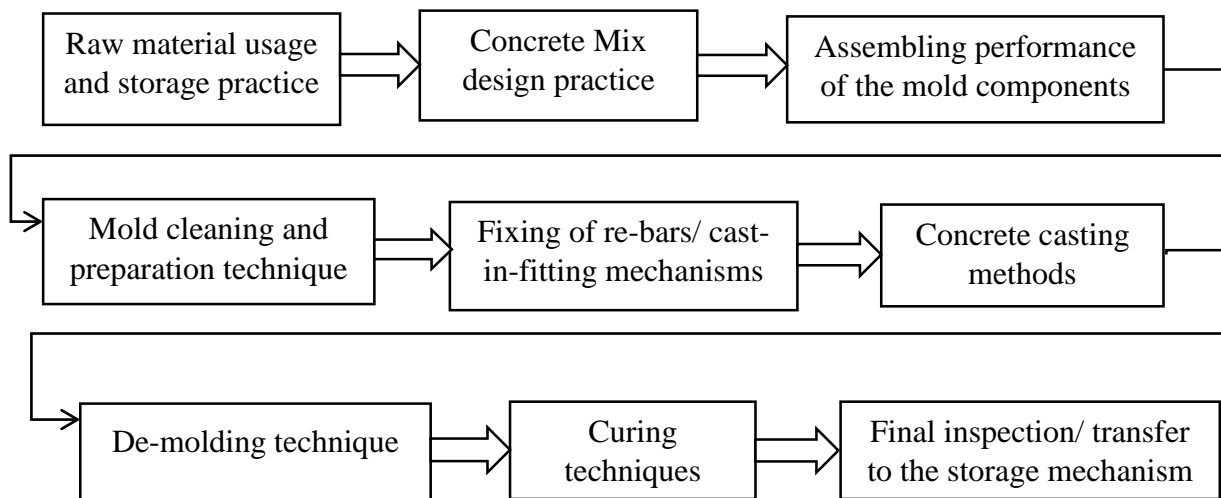 Raw material usage
and storage practice
Concrete Mix
design practice
Assembling performance
of the mold components
Mold cleaning and
preparation technique
Fixing of re-bars/ cast-
in-fitting mechanisms
Concrete casting
methods
De-molding technique
Curing
techniques
Final inspection/ transfer
to the storage mechanism